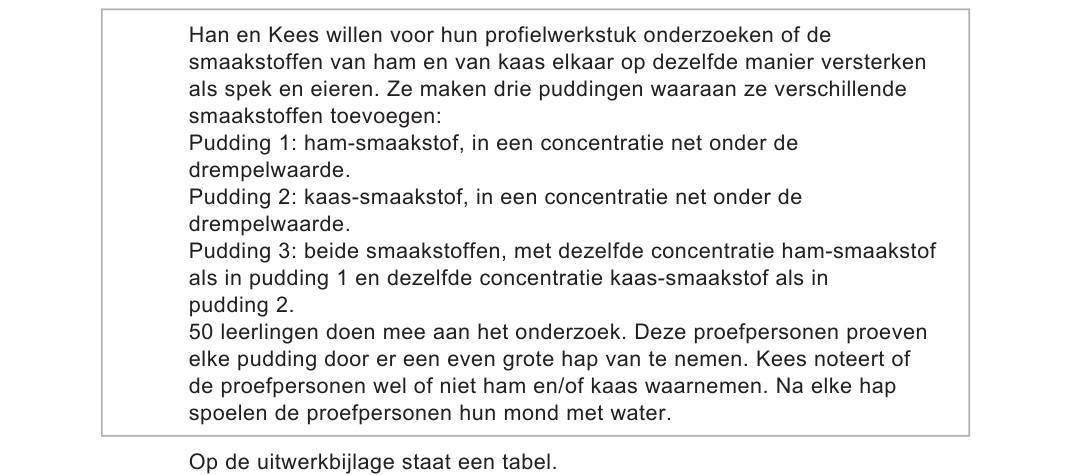 Han en Kees willen voor hun profielwerkstuk onderzoeken of de
smaakstoffen van ham en van kaas elkaar op dezelfde manier versterken
als spek en eieren. Ze maken drie puddingen waaraan ze verschillende
smaakstoffen toevoegen:
Pudding 1: ham-smaakstof, in een concentratie net onder de
drempelwaarde.
Pudding 2: kaas-smaakstof, in een concentratie net onder de
drempelwaarde.
Pudding 3: beide smaakstoffen, met dezelfde concentratie ham-smaakstof
als in pudding 1 en dezelfde concentratie kaas-smaakstof als in
pudding 2.
50 leerlingen doen mee aan het onderzoek. Deze proefpersonen proeven
elke pudding door er een even grote hap van te nemen. Kees noteert of
de proefpersonen wel of niet ham en/of kaas waarnemen. Na elke hap
spoelen de proefpersonen hun mond met water.
Op de uitwerkbijlage staat een tabel.